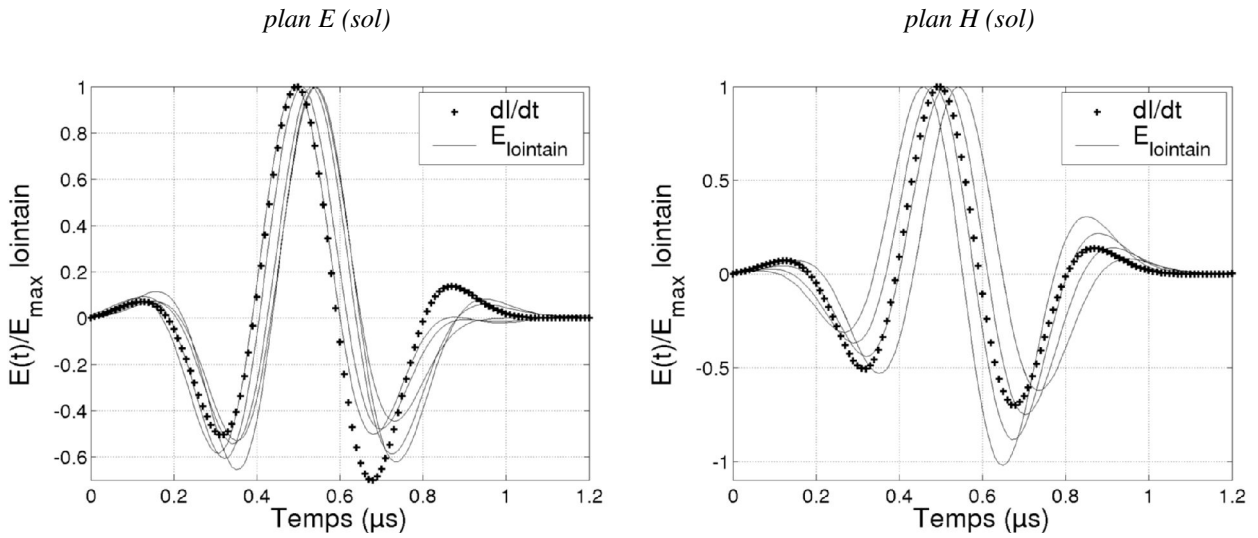 plan E (sol)
1
0.8
0.6
0.4
0.2
0
-0.2
-0.4
-0.6
E(t)/E_max lointain
dI/dt
E_lointain
0
0.2
0.4
0.6
0.8
1
1.2
Temps (µs)
plan H (sol)
1
0.5
0
-0.5
-1
E(t)/E_max lointain
dI/dt
E_lointain
0
0.2
0.4
0.6
0.8
1
1.2
Temps (µs)